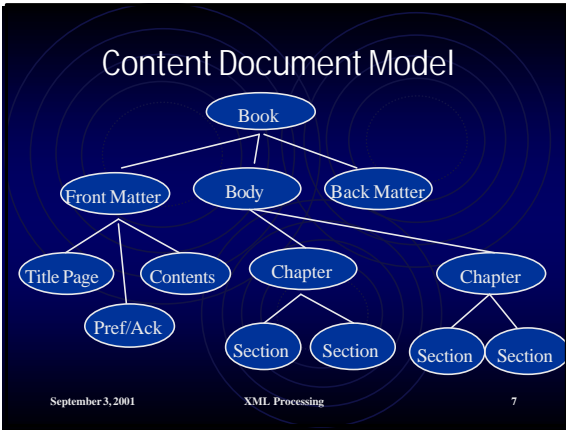 Content Document Model
Book
Front Matter
Body
Back Matter
Title Page
Contents
Chapter
Chapter
Pref/Ack
Section
Section
Section
Section
September 3, 2001
XML Processing
7